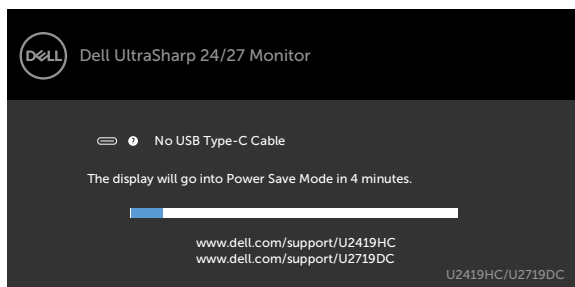 DELL Dell UltraSharp 24/27 Monitor
? No USB Type-C Cable
The display will go into Power Save Mode in 4 minutes.
www.dell.com/support/U2419HC
www.dell.com/support/U2719DC
U2419HC/U2719DC